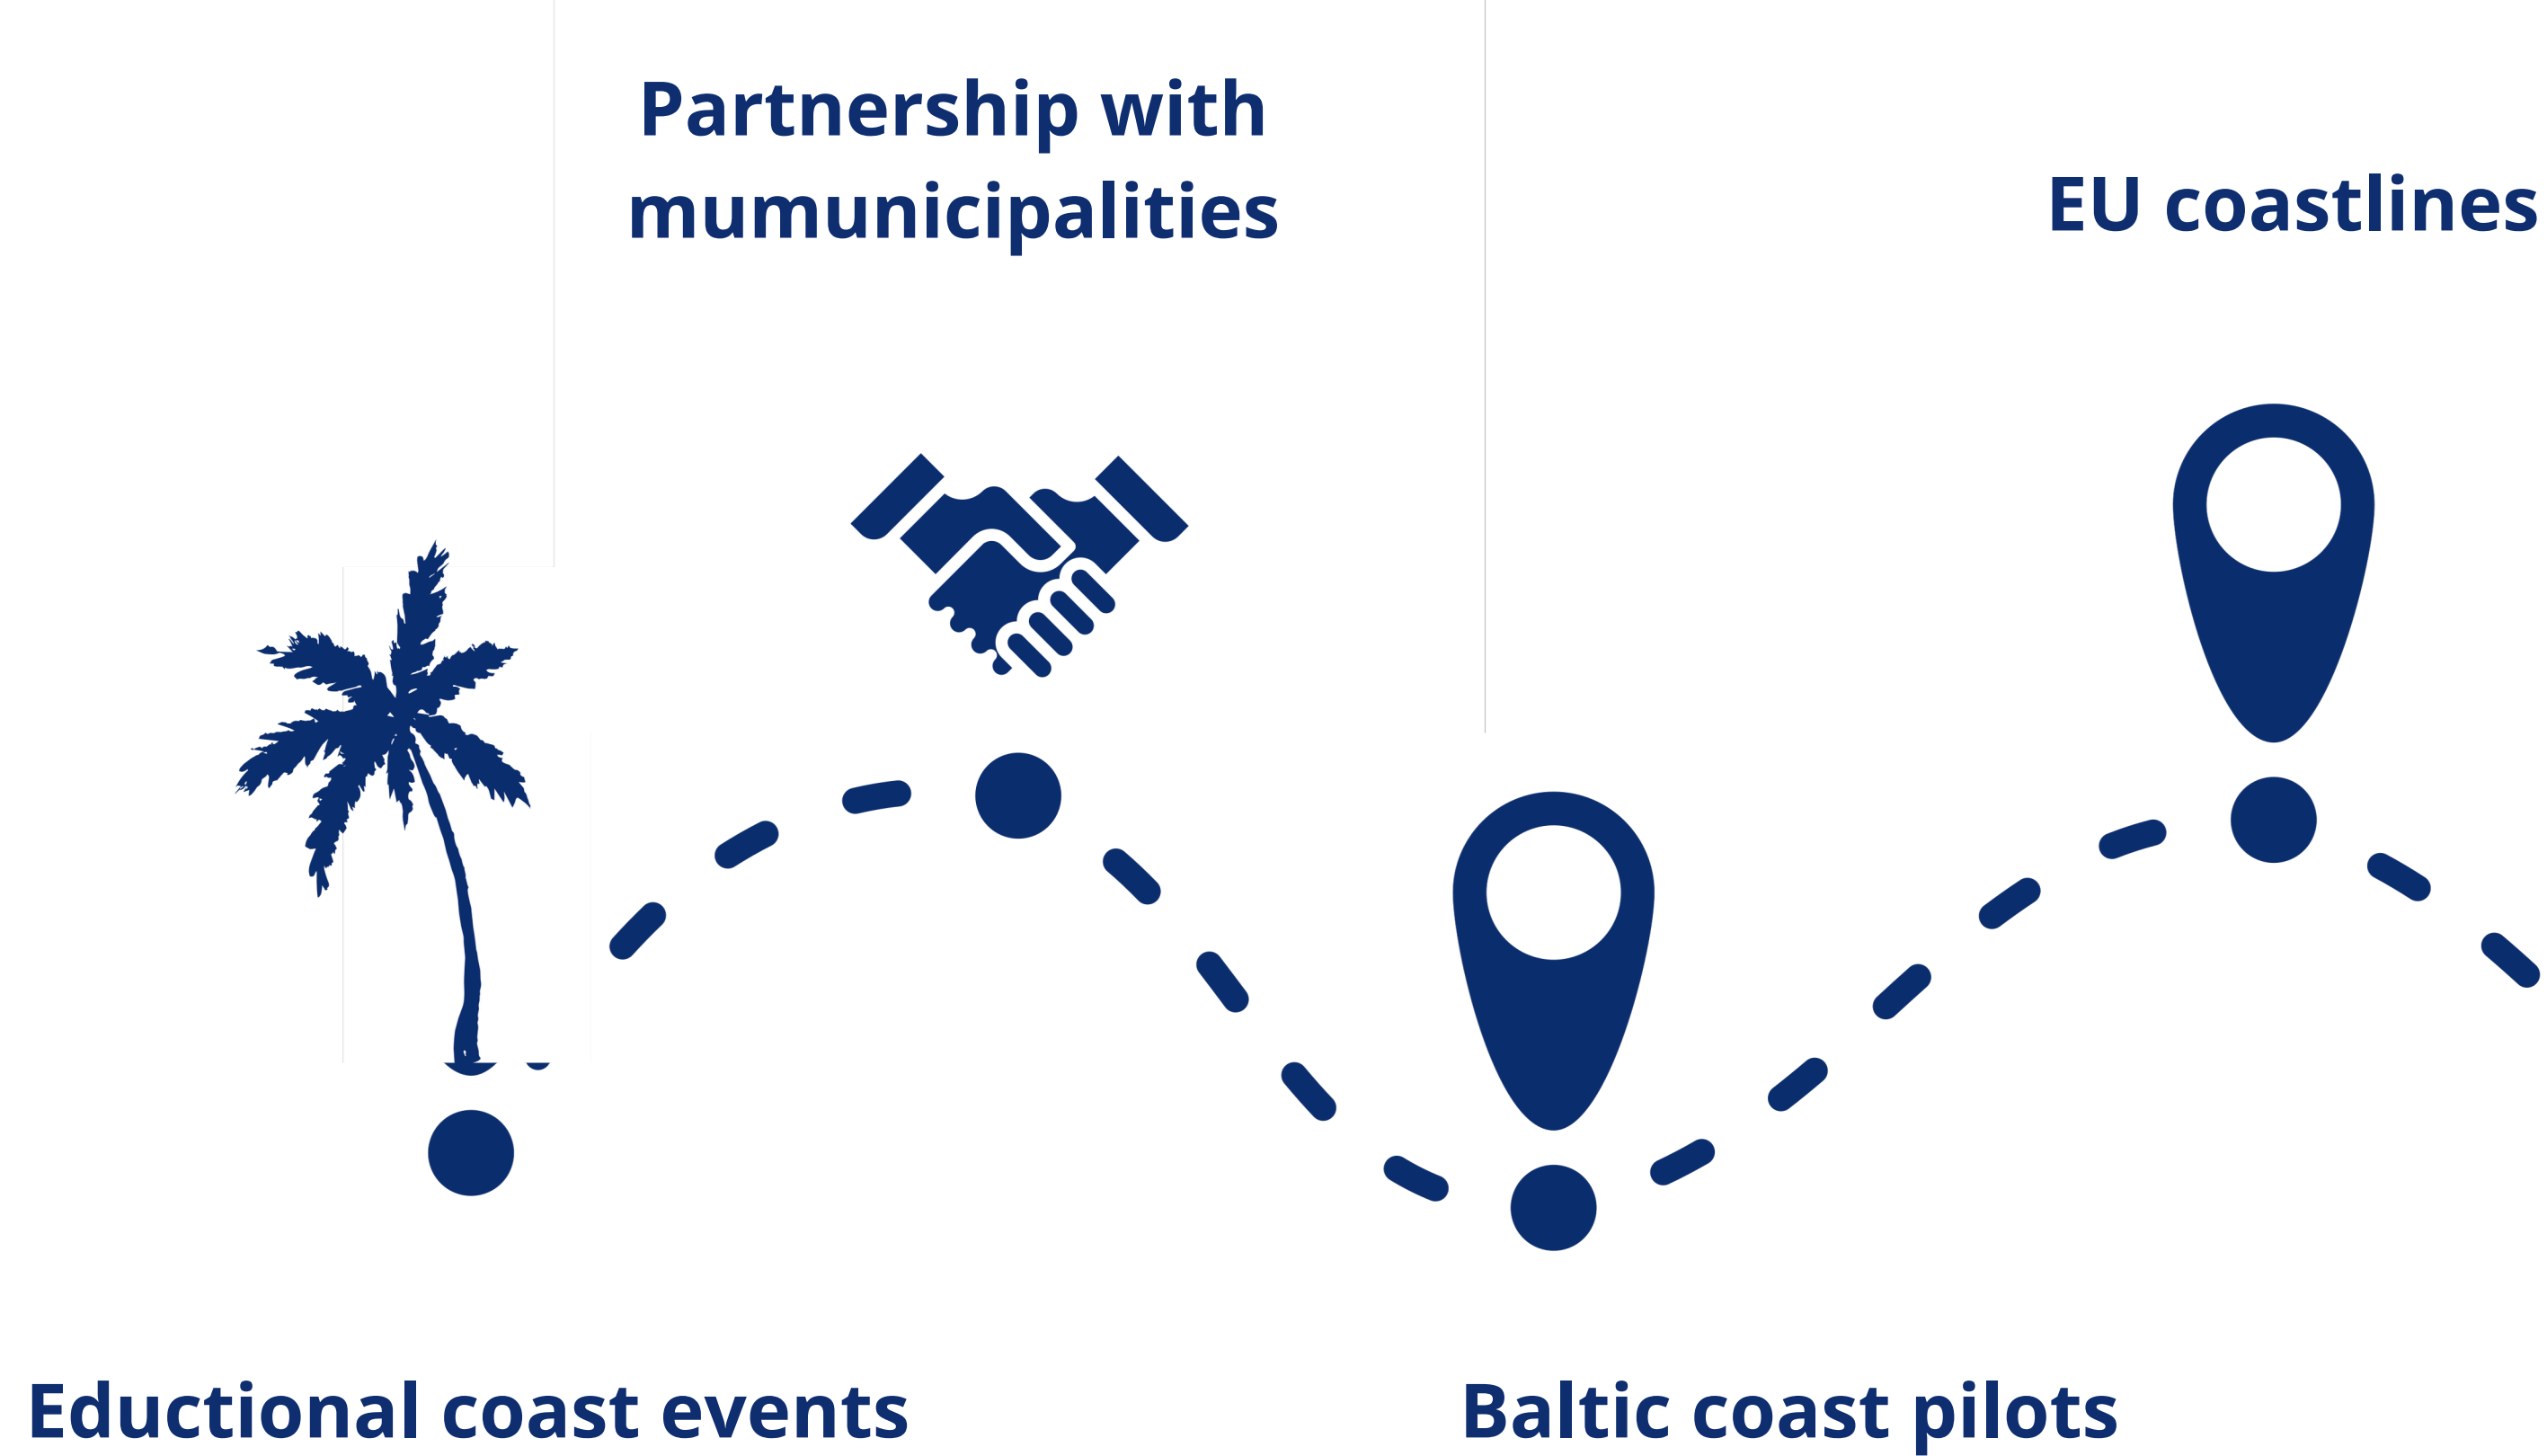 Partnership with
mumunicipalities
EU coastlines
Eductional coast events
Baltic coast pilots